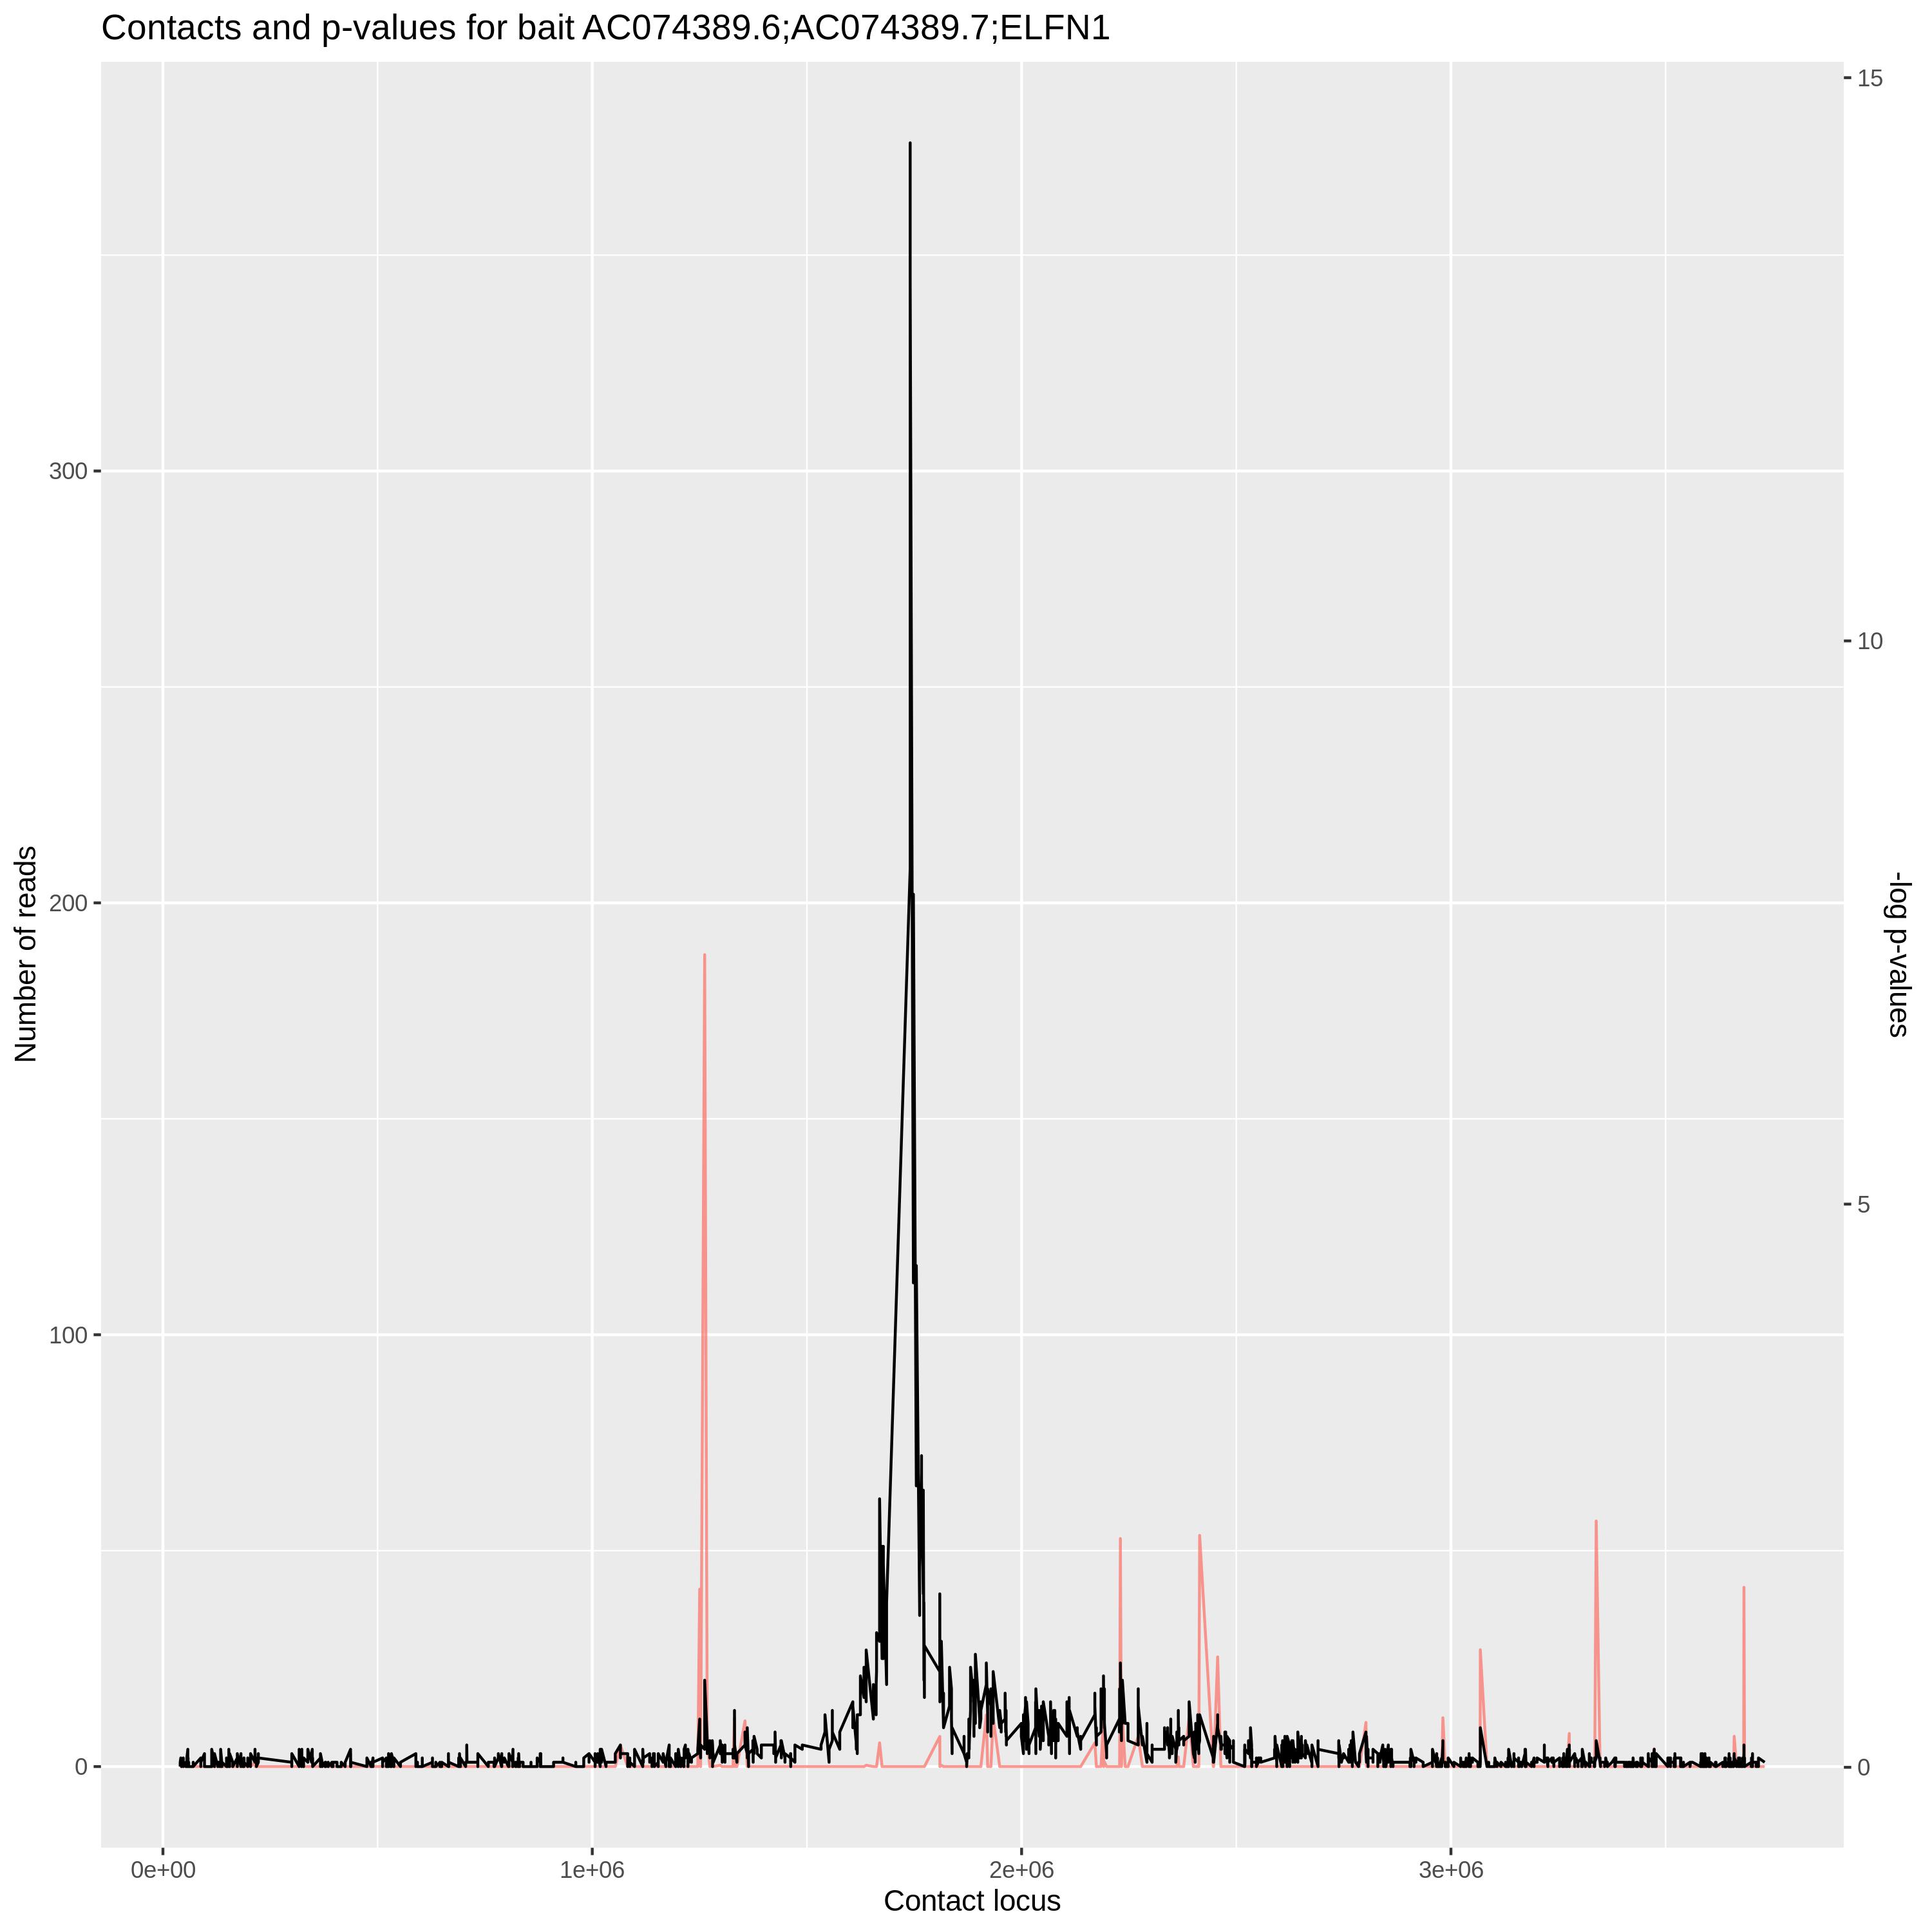 Contacts and p-values for bait AC074389.6;AC074389.7;ELFN1
15
300
10
200
Number of reads
-log p-values
5
100
0
0
0e+00
1e+06
2e+06
3e+06
Contact locus